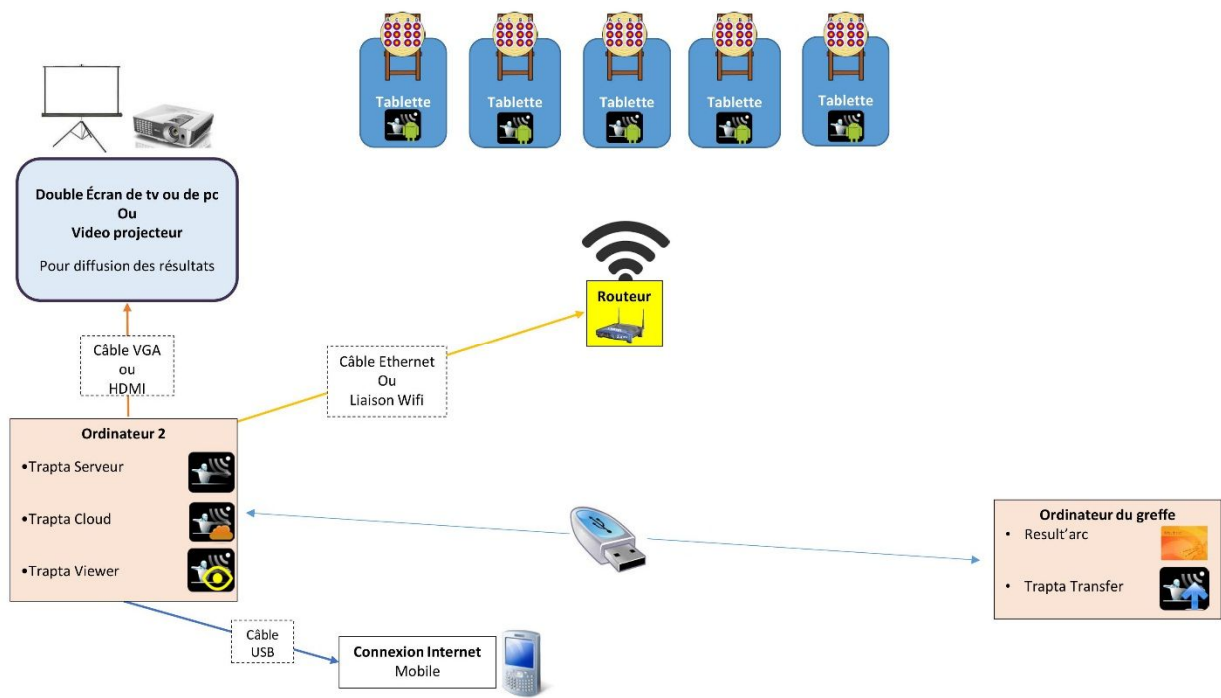 Tablette
Tablette
Tablette
Tablette
Tablette
Double Écran de tv ou de pc
Ou
Video projecteur
Pour diffusion des résultats
Routeur
Câble VGA
ou
HDMI
Câble Ethernet
Ou
Liaison Wifi
Ordinateur 2
•Trapta Serveur
•Trapta Cloud
•Trapta Viewer
Ordinateur du greffe
• Result'arc
• Trapta Transfer
Câble
USB
Connexion Internet
Mobile